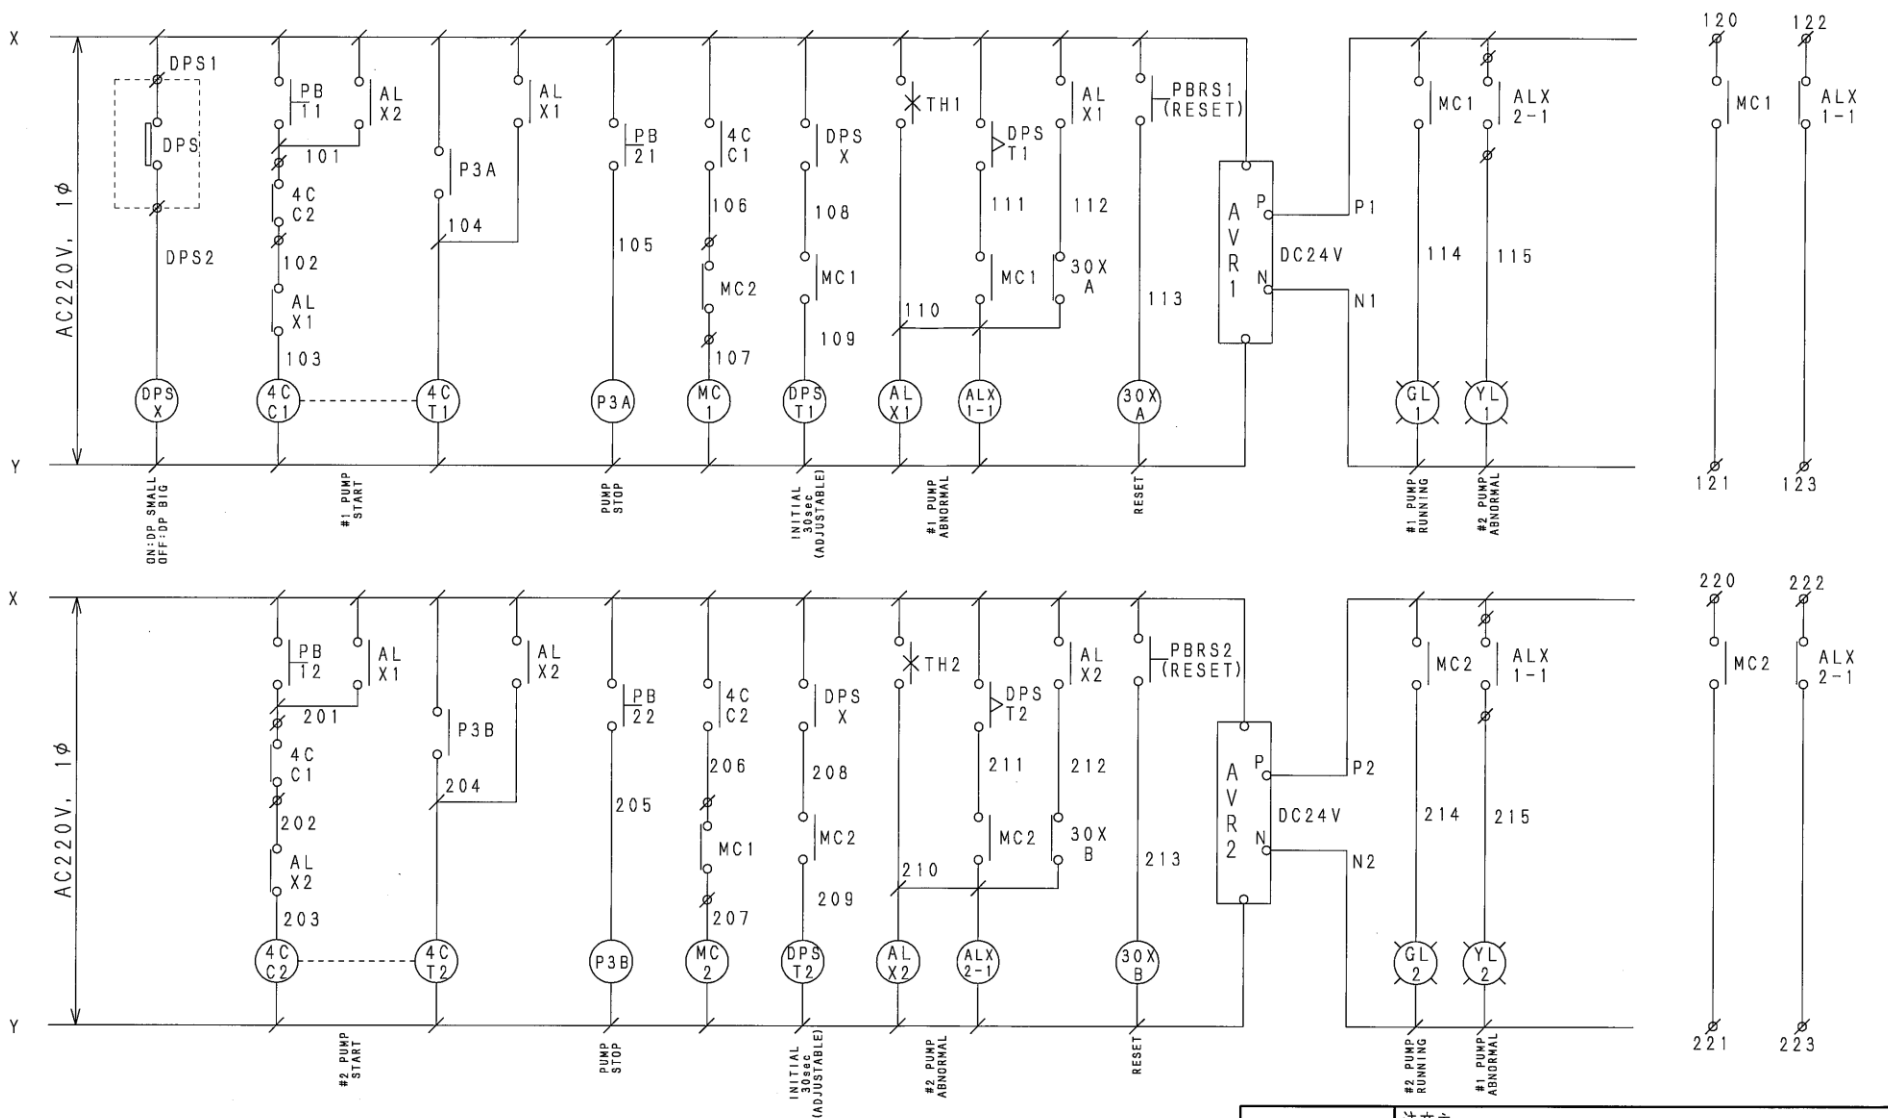 120
122
X
DPS1
PB
11
AL
X2
AL
X1
TH1
AL
X1
PBRS1
(RESET)
MC1
ALX
2-1
MC1
ALX
1-1
DPS
101
P3A
PB
21
4C
C1
DPS
X
DPS
T1
AC220V, 1φ
4C
C2
104
106
108
111
112
P
P1
DPS2
102
105
AVR1
DC24V
114
115
MC2
MC1
MC1
30X
A
113
N
N1
AL
X1
110
103
107
109
DPS
X
4C
C1
4C
T1
P3A
MC
1
DPS
T1
AL
X1
ALX
1-1
30X
A
GL
1
YL
1
Y
121
123
ON:DP SMALL
OFF:DP BIG
#1 PUMP
START
PUMP
STOP
INITIAL
30sec
(ADJUSTABLE)
#1 PUMP
ABNORMAL
RESET
#1 PUMP
RUNNING
#2 PUMP
ABNORMAL
220
222
X
PB
12
AL
X1
AL
X2
TH2
AL
X2
PBRS2
(RESET)
MC2
ALX
1-1
MC2
ALX
2-1
201
P3B
PB
22
4C
C2
DPS
X
DPS
T2
AC220V, 1φ
4C
C1
204
206
208
211
212
P
P2
202
205
AVR2
DC24V
214
215
MC1
MC2
MC2
30X
B
213
N
N2
AL
X2
210
203
207
209
4C
C2
4C
T2
P3B
MC
2
DPS
T2
AL
X2
ALX
2-1
30X
B
GL
2
YL
2
Y
221
223
#2 PUMP
START
PUMP
STOP
INITIAL
30sec
(ADJUSTABLE)
#2 PUMP
ABNORMAL
RESET
#2 PUMP
RUNNING
#1 PUMP
ABNORMAL